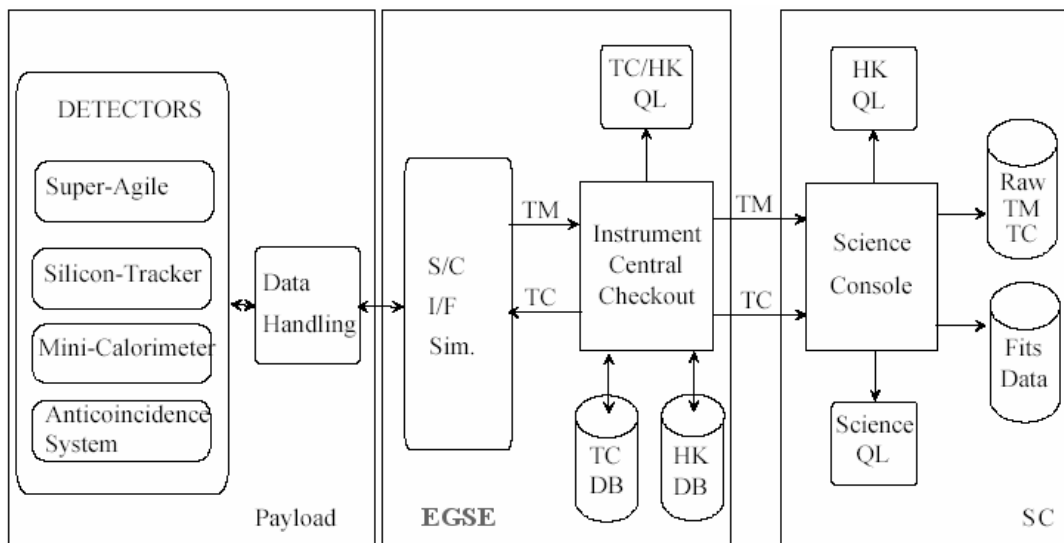 DETECTORS
Super-Agile
Silicon-Tracker
Mini-Calorimeter
Anticoincidence
System
Data
Handling
Payload
S/C
I/F
Sim.
TM
TC
TC/HK
QL
Instrument
Central
Checkout
TC
DB
HK
DB
EGSE
TM
TC
HK
QL
Science
Console
Science
QL
Raw
TM
TC
Fits
Data
SC